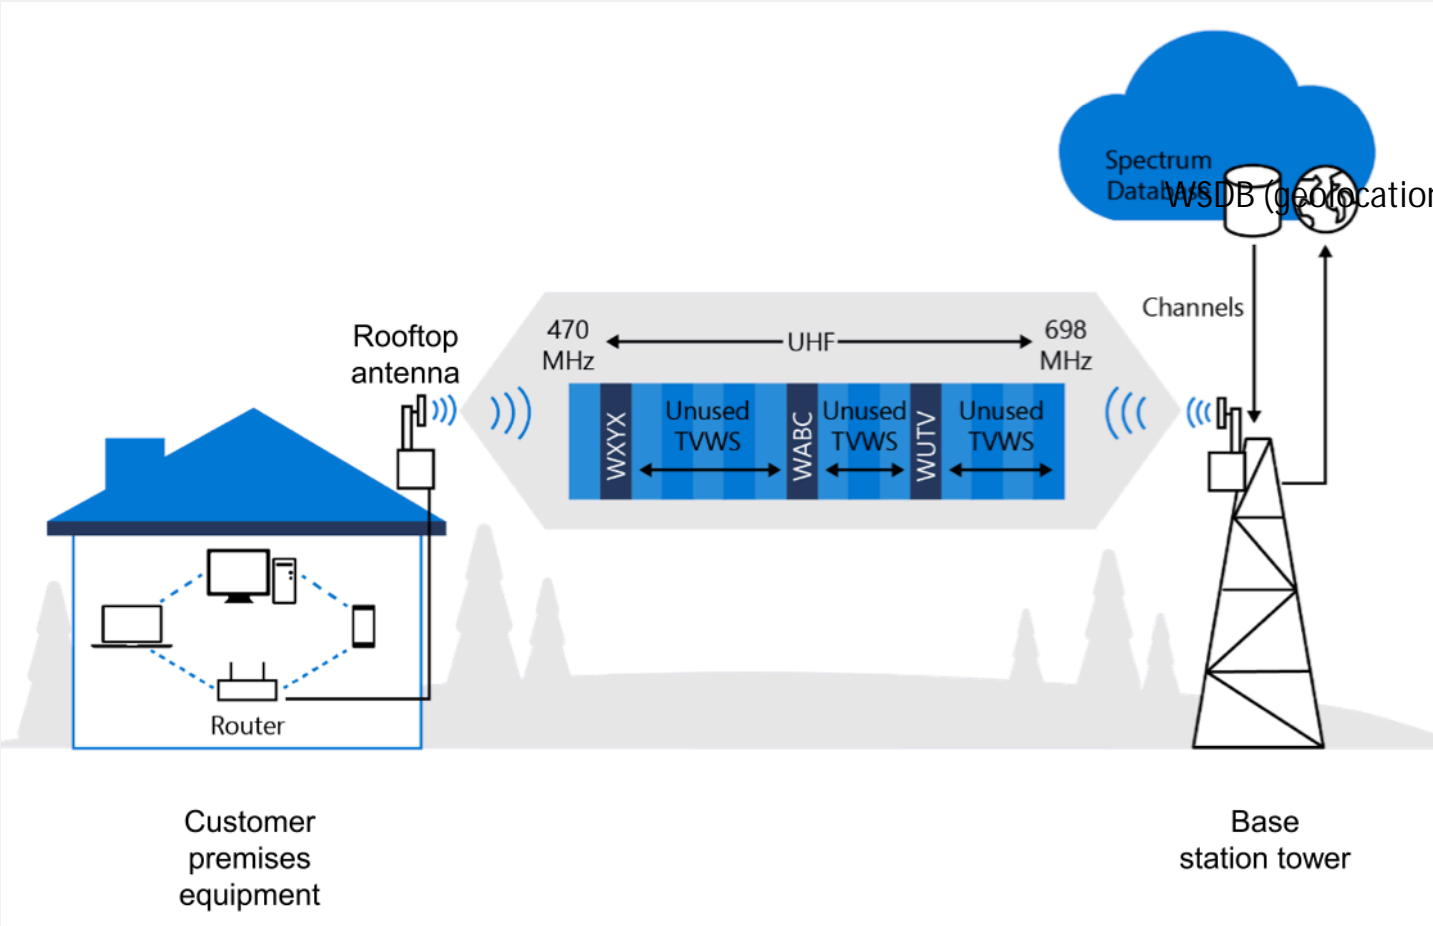 Spectrum
Database
WSDB (geolocation
Channels
470
MHz
UHF
698
MHz
Rooftop
antenna
WXYX
Unused
TVWS
WABC
Unused
TVWS
WUTV
Unused
TVWS
Router
Customer
premises
equipment
Base
station tower